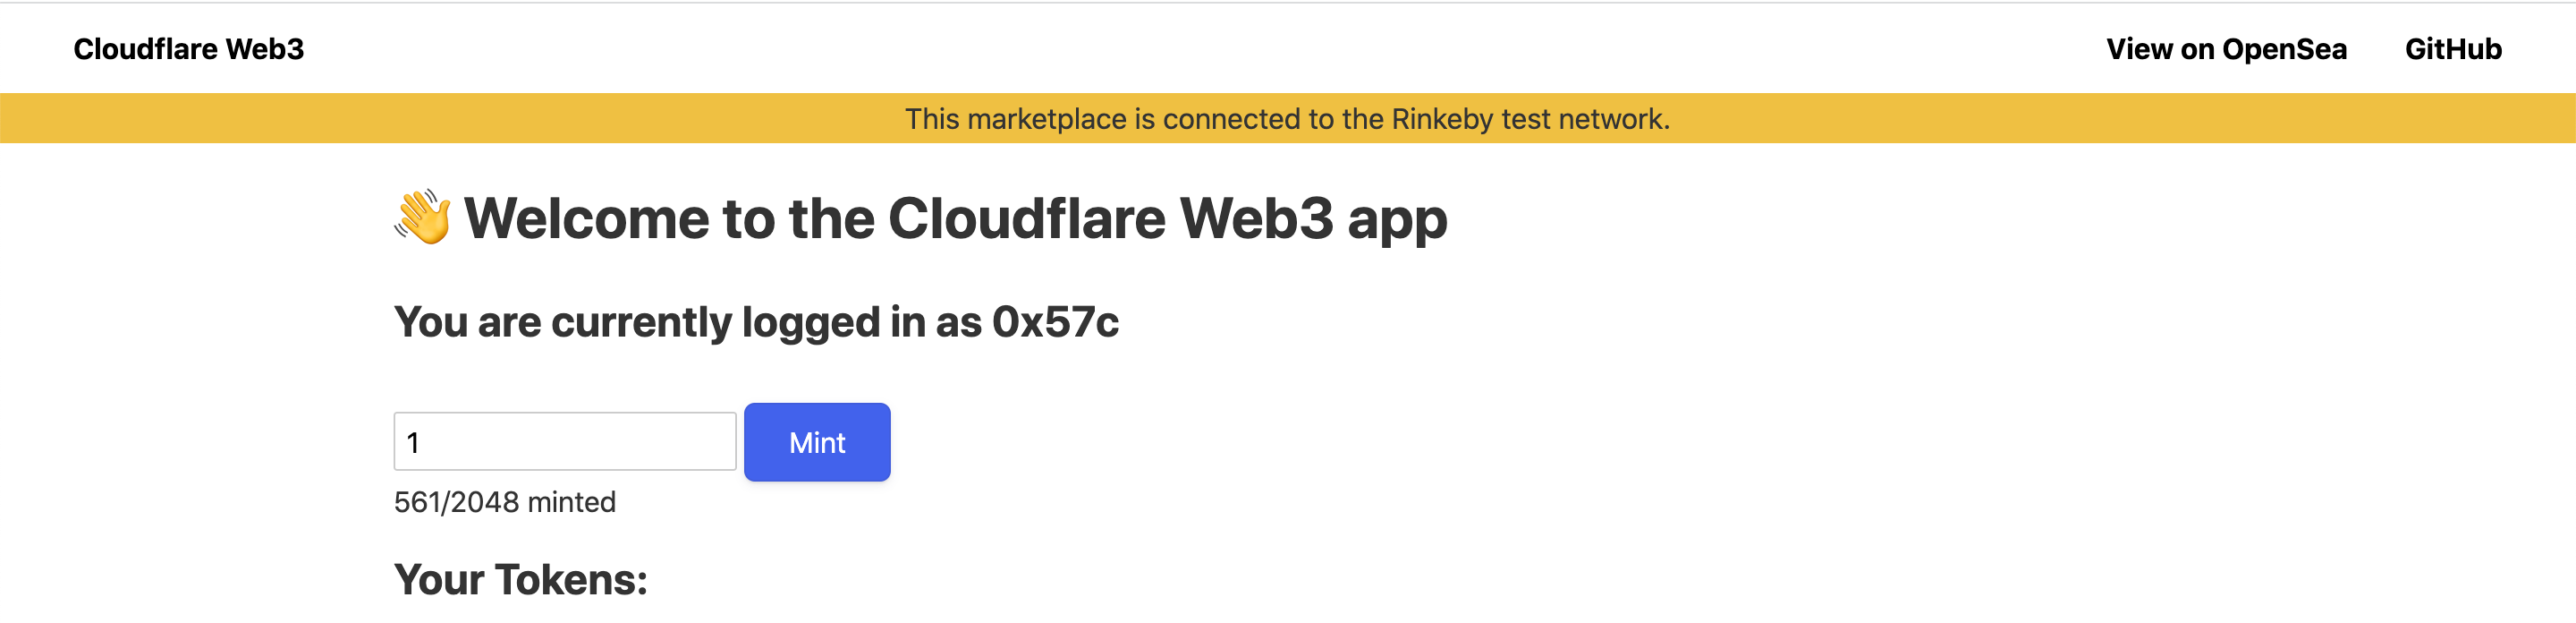 Cloudflare Web3 View on OpenSea GitHub
This marketplace is connected to the Rinkeby test network.
👋 Welcome to the Cloudflare Web3 app
You are currently logged in as 0x57c
1 Mint
561/2048 minted
Your Tokens: